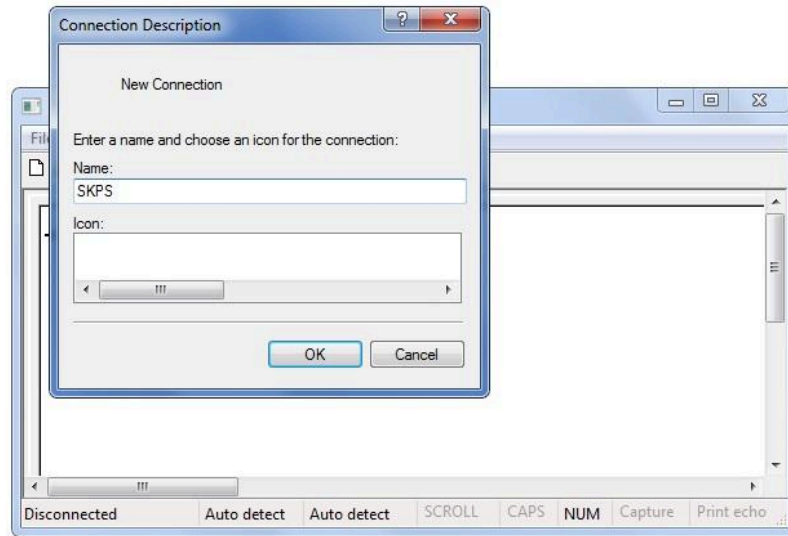 Connection Description
New Connection
Enter a name and choose an icon for the connection:
Name:
SKPS
Icon:
OK Cancel
Disconnected Auto detect Auto detect SCROLL CAPS NUM Capture Print echo